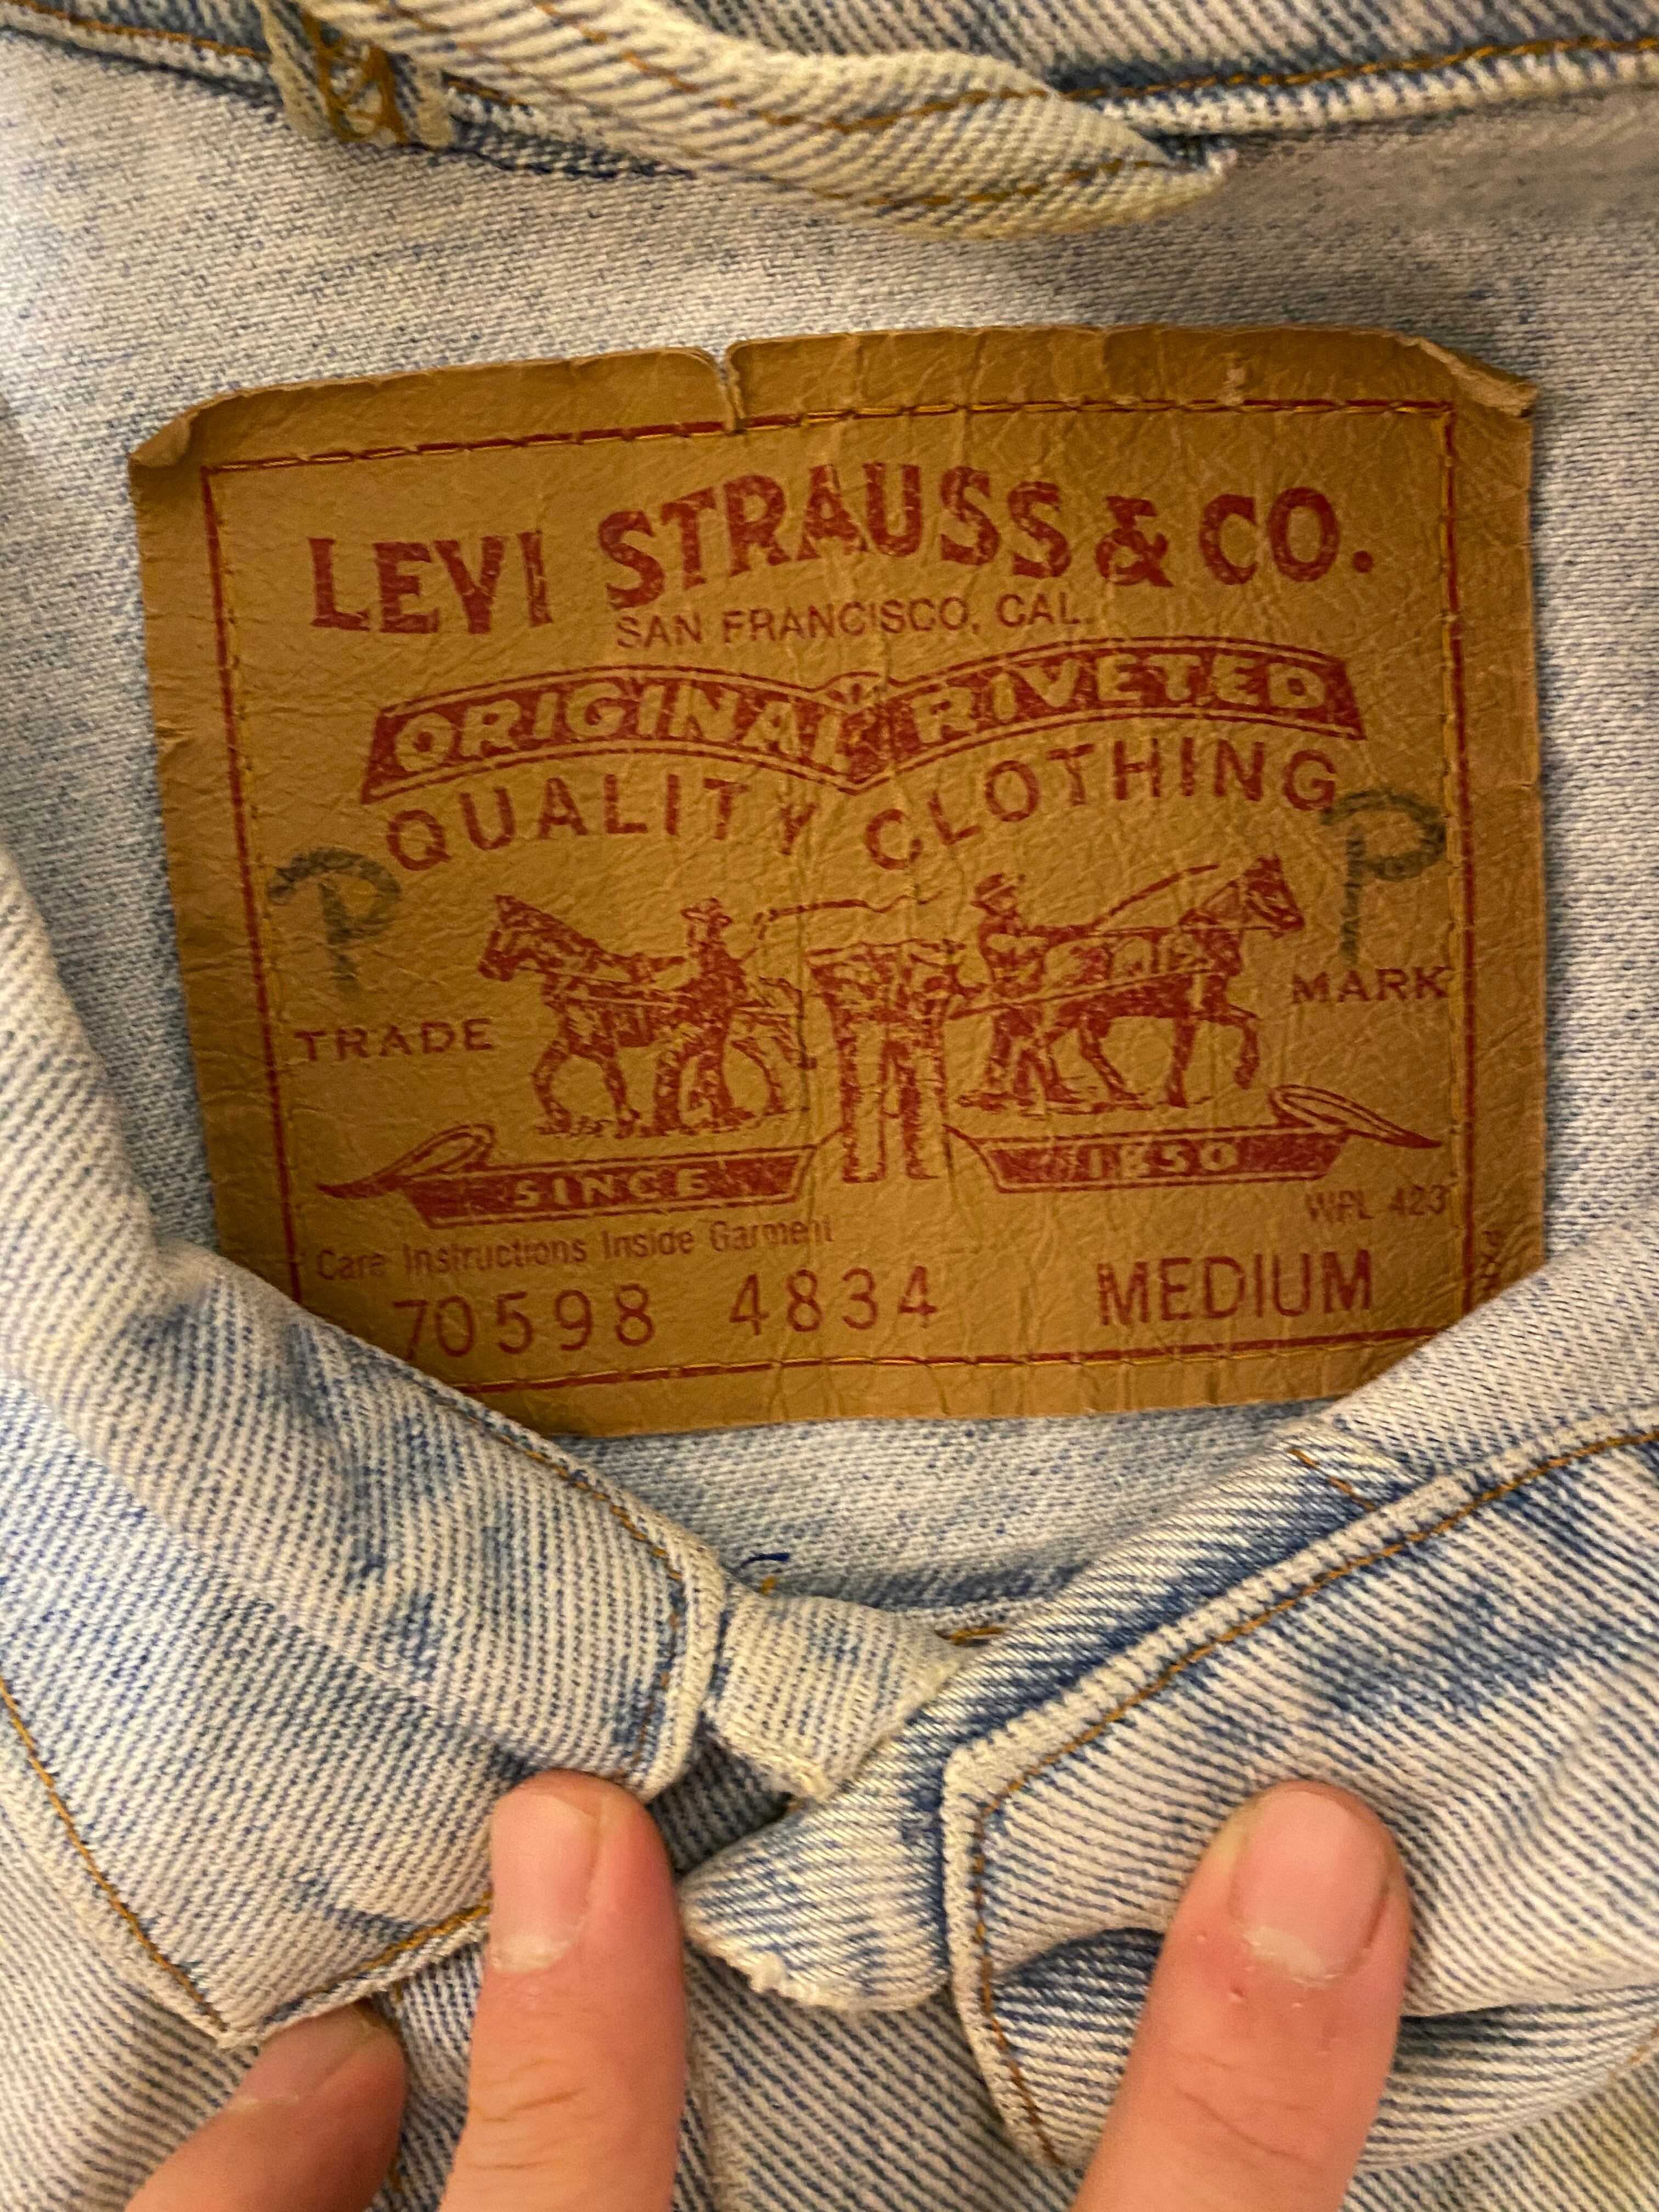 LEVI STRAUSS & CO.
SAN FRANCISCO, CAL.
ORIGINAL RIVETED
QUALITY CLOTHING
P P
TRADE MARK
SINCE 1850
WPL 423
Care Instructions Inside Garment
70598 4834 MEDIUM